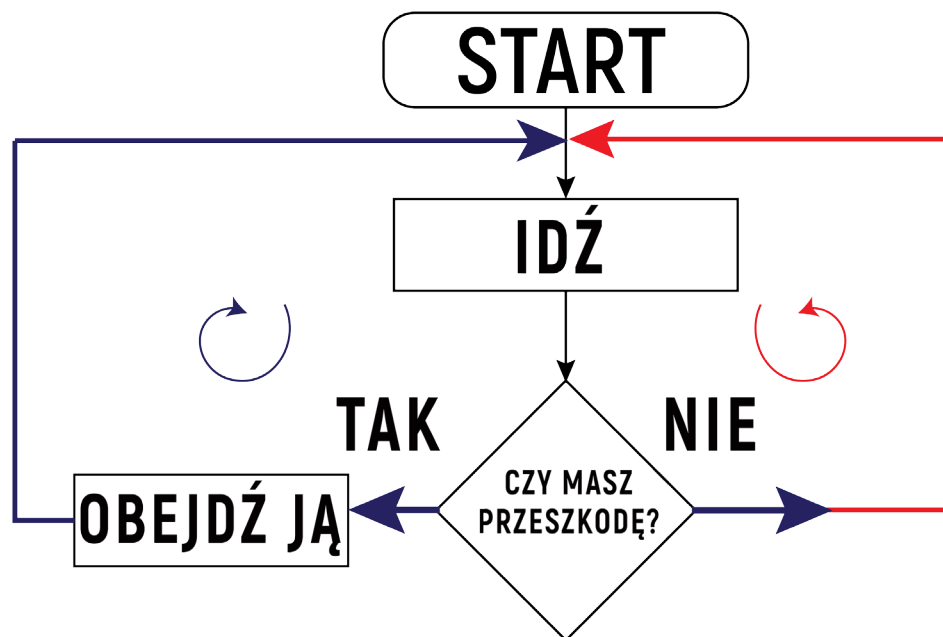 START
IDŹ
TAK
NIE
CZY MASZ
PRZESZKODĘ?
OBEJDŹ JĄ